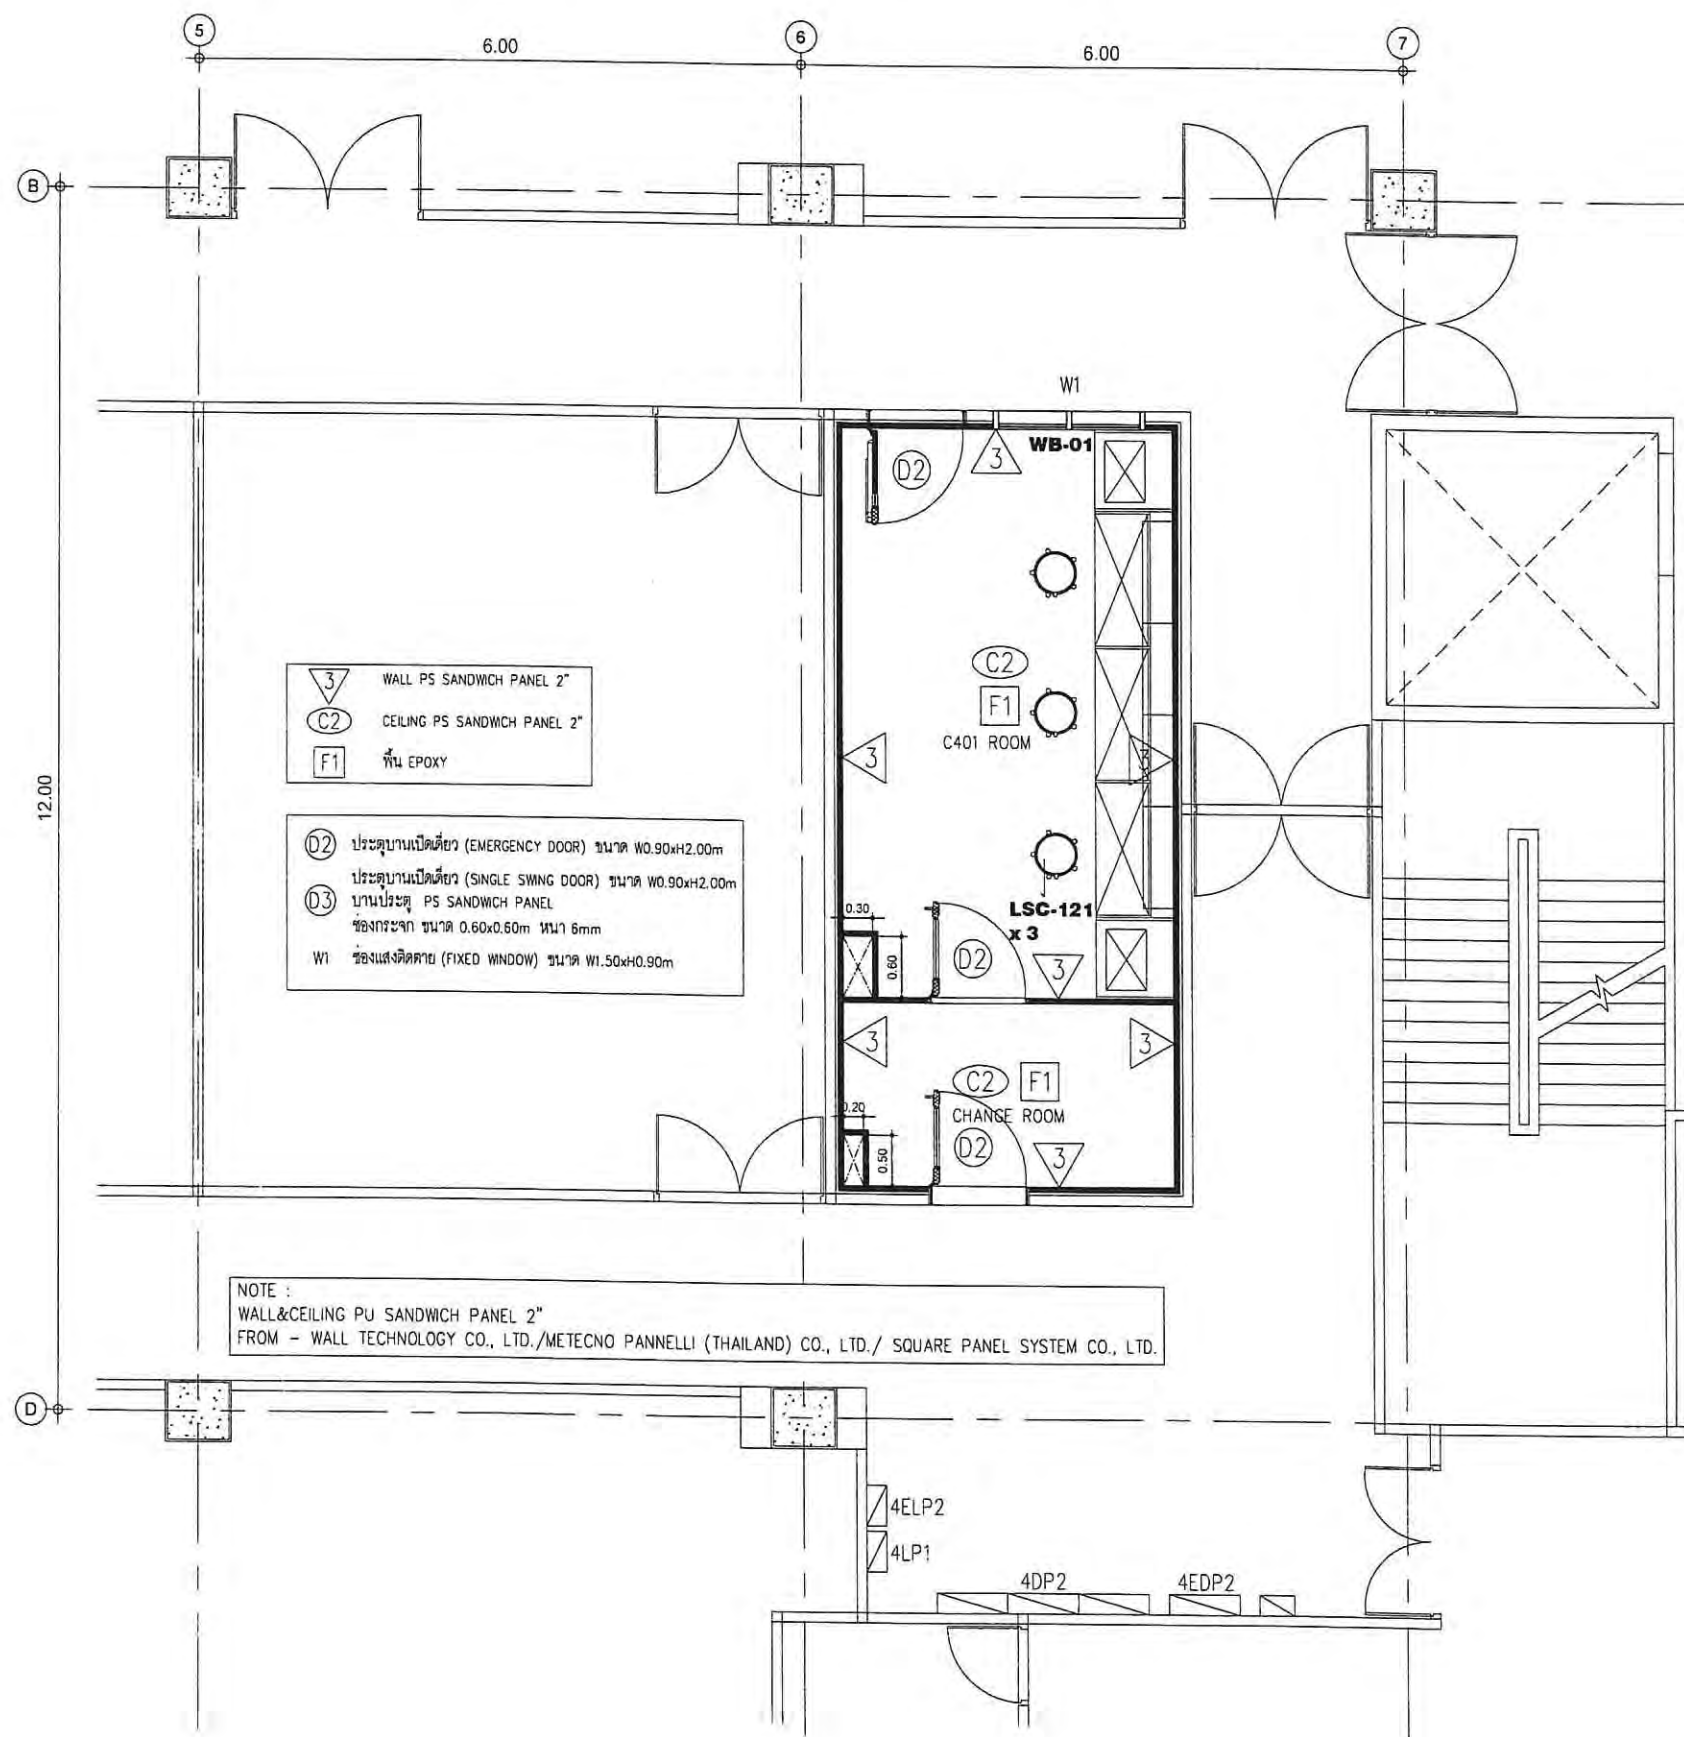 5
6.00
6
6.00
7
B
W1
WB-01
D2
3
3
WALL PS SANDWICH PANEL 2"
C2
CEILING PS SANDWICH PANEL 2"
F1
พื้น EPOXY
C2
F1
C401 ROOM
3
3
12.00
D2
ประตูบานเปิดเดี่ยว (EMERGENCY DOOR) ขนาด W0.90xH2.00m
ประตูบานเปิดเดี่ยว (SINGLE SWING DOOR) ขนาด W0.90xH2.00m
D3
บานประตู PS SANDWICH PANEL
ช่องกระจก ขนาด 0.60x0.60m หนา 6mm
W1
ช่องแสงติดตาย (FIXED WINDOW) ขนาด W1.50xH0.90m
0.30
0.60
LSC-121
x 3
D2
3
3
3
C2
F1
CHANGE ROOM
0.20
0.50
D2
3
NOTE :
WALL&CEILING PU SANDWICH PANEL 2"
FROM - WALL TECHNOLOGY CO., LTD./METECNO PANNELLI (THAILAND) CO., LTD./ SQUARE PANEL SYSTEM CO., LTD.
D
4ELP2
4LP1
4DP2
4EDP2